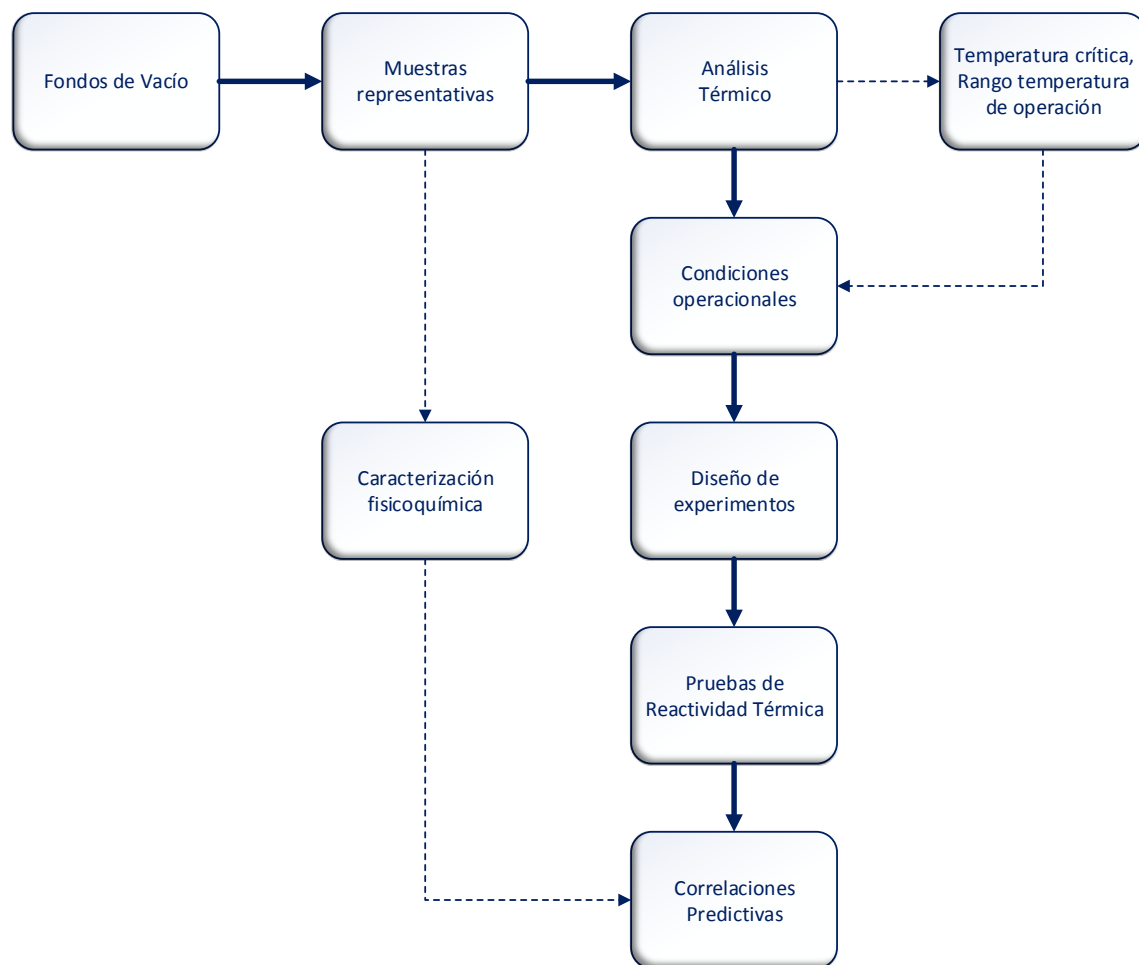 Fondos de Vacío
Muestras
representativas
Análisis
Térmico
Temperatura crítica,
Rango temperatura
de operación
Condiciones
operacionales
Caracterización
fisicoquímica
Diseño de
experimentos
Pruebas de
Reactividad Térmica
Correlaciones
Predictivas